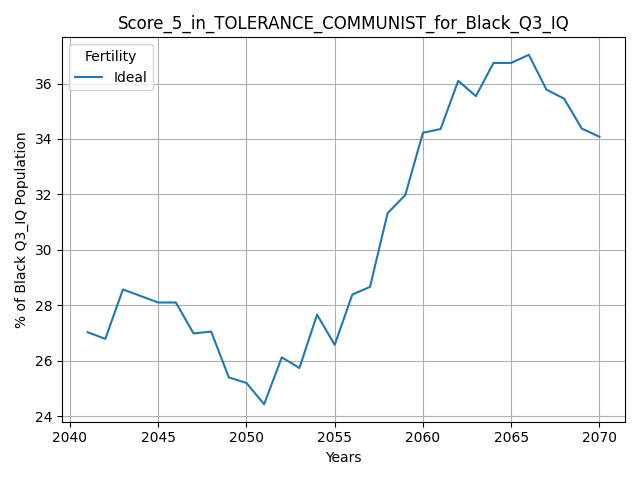 Score_5_in_TOLERANCE_COMMUNIST_for_Black_Q3_IQ
Fertility
Ideal
% of Black Q3_IQ Population
36
34
32
30
28
26
24
2040 2045 2050 2055 2060 2065 2070
Years